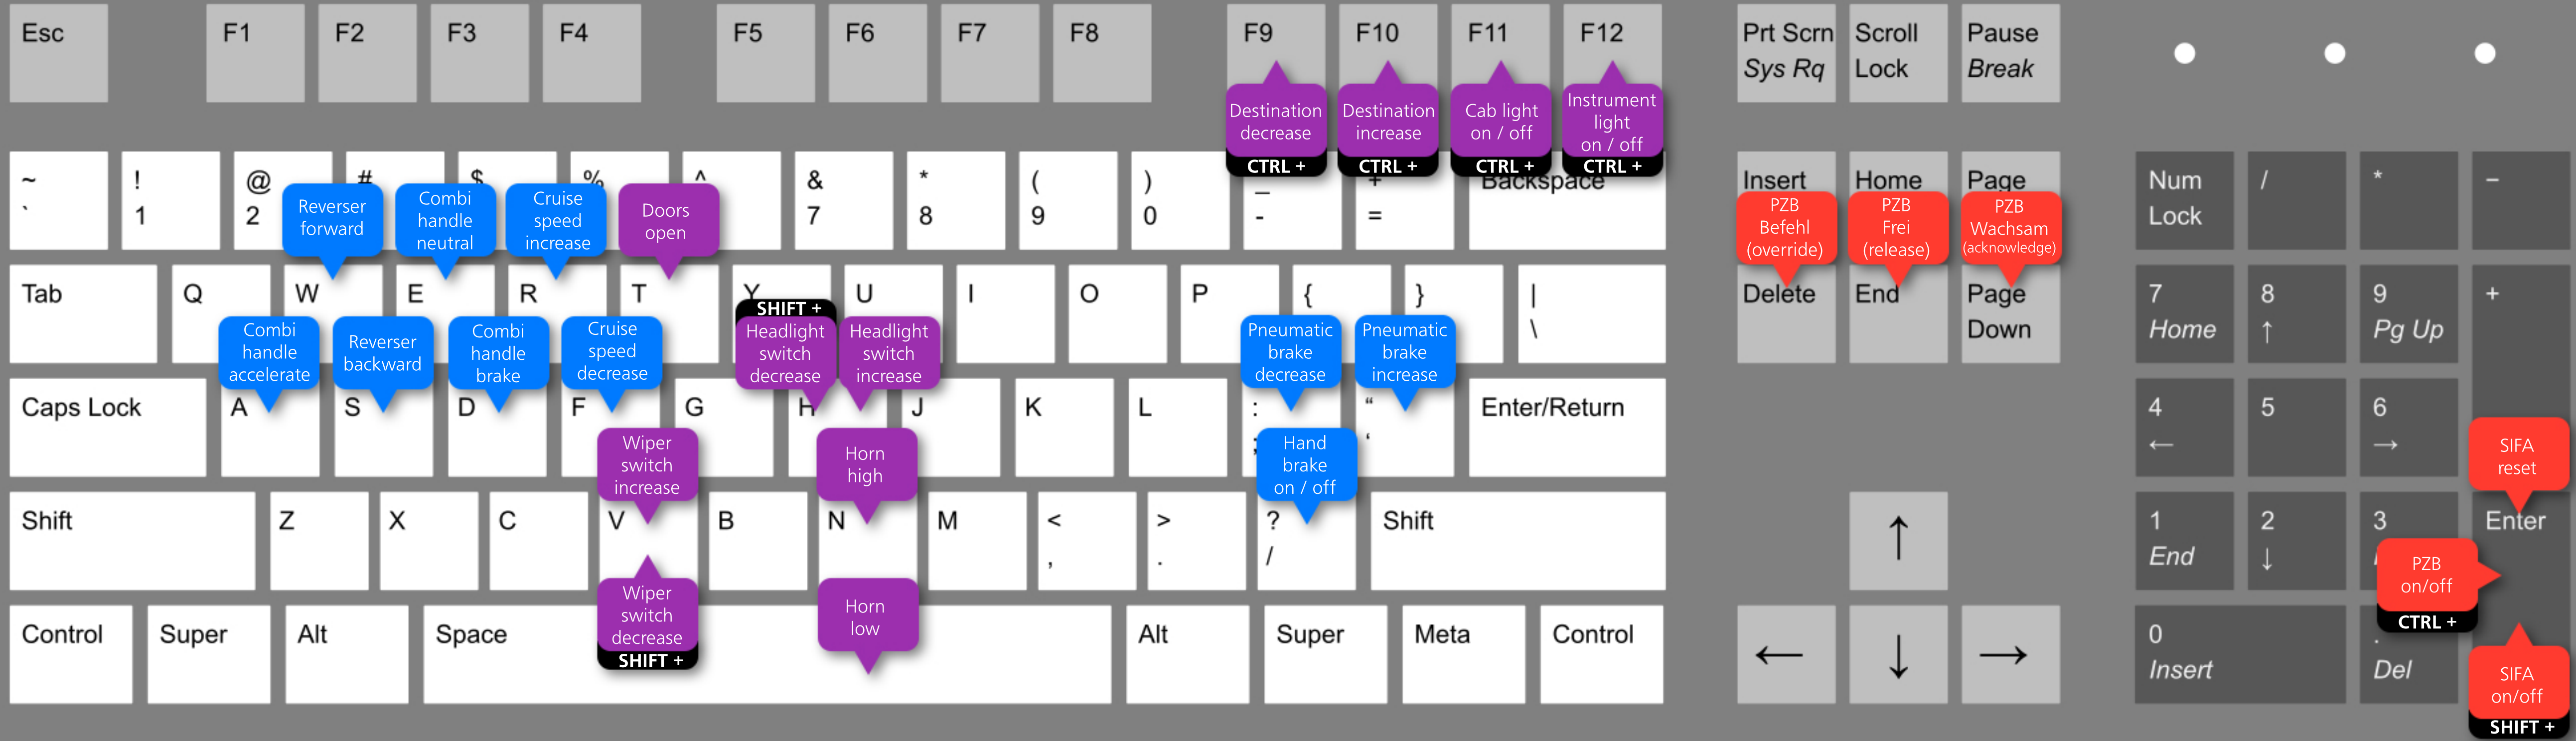 Esc
F1
F2
F3
F4
F5
F6
F7
F8
F9
F10
F11
F12
Prt Scrn
Sys Rq
Scroll
Lock
Pause
Break
Destination
decrease
CTRL +
Destination
increase
CTRL +
Cab light
on / off
CTRL +
Instrument
light
on / off
CTRL +
~
`
!
1
@
2
#
$
%
^
&
7
*
8
(
9
)
0
_
-
+
=
Backspace
Insert
Home
Page
Num
Lock
/
*
–
Reverser
forward
Combi
handle
neutral
Cruise
speed
increase
Doors
open
PZB
Befehl
(override)
PZB
Frei
(release)
PZB
Wachsam
(acknowledge)
Tab
Q
W
E
R
T
Y
U
I
O
P
{
}
|
\
Delete
End
Page
Down
7
Home
8
↑
9
Pg Up
+
Combi
handle
accelerate
Reverser
backward
Combi
handle
brake
Cruise
speed
decrease
SHIFT +
Headlight
switch
decrease
Headlight
switch
increase
Pneumatic
brake
decrease
Pneumatic
brake
increase
Caps Lock
A
S
D
F
G
H
J
K
L
:
;
“
‘
Enter/Return
4
←
5
6
→
Wiper
switch
increase
Horn
high
Hand
brake
on / off
SIFA
reset
Shift
Z
X
C
V
B
N
M
<
,
>
.
?
/
Shift
↑
1
End
2
↓
3
Enter
Wiper
switch
decrease
SHIFT +
Horn
low
PZB
on/off
CTRL +
Control
Super
Alt
Space
Alt
Super
Meta
Control
←
↓
→
0
Insert
.
Del
SIFA
on/off
SHIFT +